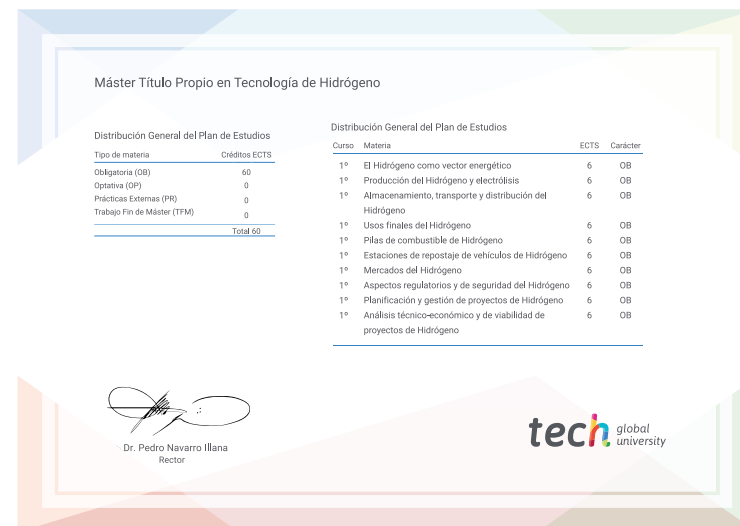 Máster Título Propio en Tecnología de Hidrógeno
Distribución General del Plan de Estudios
Tipo de materia Créditos ECTS
Obligatoria (OB) 60
Optativa (OP) 0
Prácticas Externas (PR) 0
Trabajo Fin de Máster (TFM) 0
Total 60
Distribución General del Plan de Estudios
Curso Materia ECTS Carácter
1º El Hidrógeno como vector energético 6 OB
1º Producción del Hidrógeno y electrólisis 6 OB
1º Almacenamiento, transporte y distribución del 6 OB
Hidrógeno
1º Usos finales del Hidrógeno 6 OB
1º Pilas de combustible de Hidrógeno 6 OB
1º Estaciones de repostaje de vehículos de Hidrógeno 6 OB
1º Mercados del Hidrógeno 6 OB
1º Aspectos regulatorios y de seguridad del Hidrógeno 6 OB
1º Planificación y gestión de proyectos de Hidrógeno 6 OB
1º Análisis técnico-económico y de viabilidad de 6 OB
proyectos de Hidrógeno
Dr. Pedro Navarro Illana
Rector
tech global
university